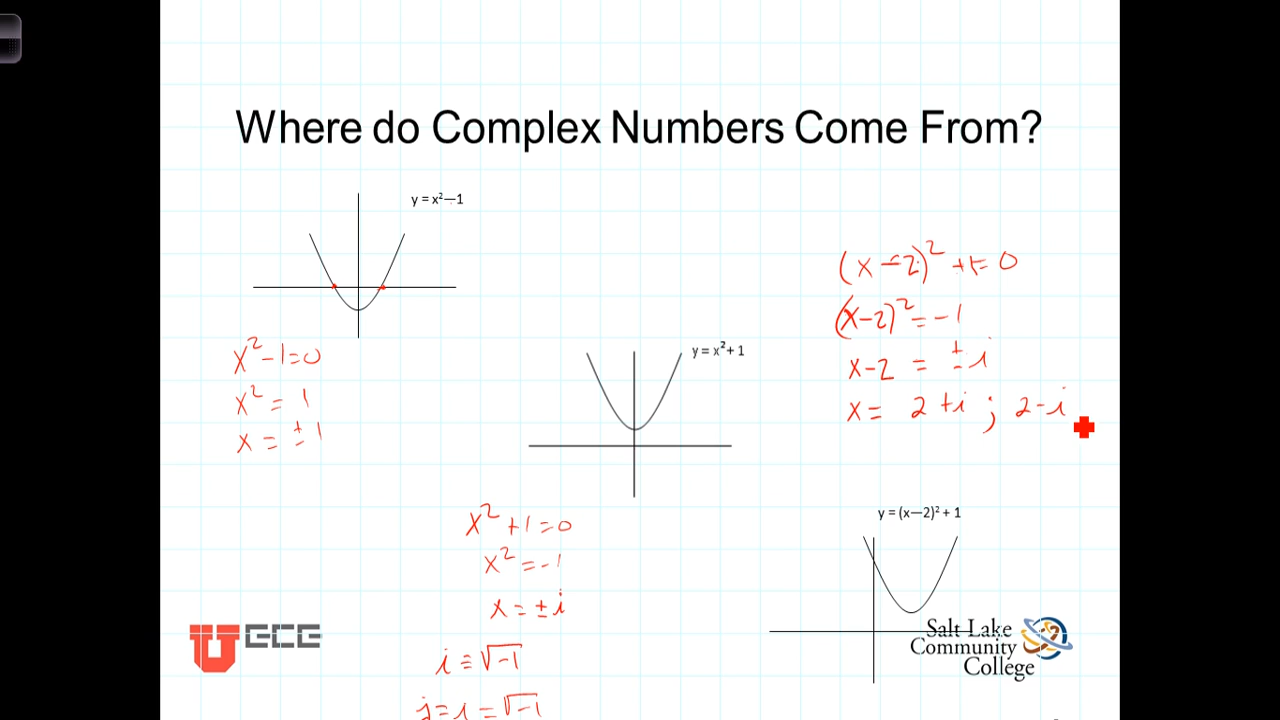 Where do Complex Numbers Come From?
y = x²—1
x² -1=0
x² = 1
x = ±1
y = x² + 1
x² +1=0
x² =-1
x = ±i
i = √-1
j=i = √-1
(x-2)² +1=0
(x-2)² = -1
x-2 = ±i
x = 2+i ; 2-i
y = (x—2)² + 1
U ECE
Salt Lake
Community
College